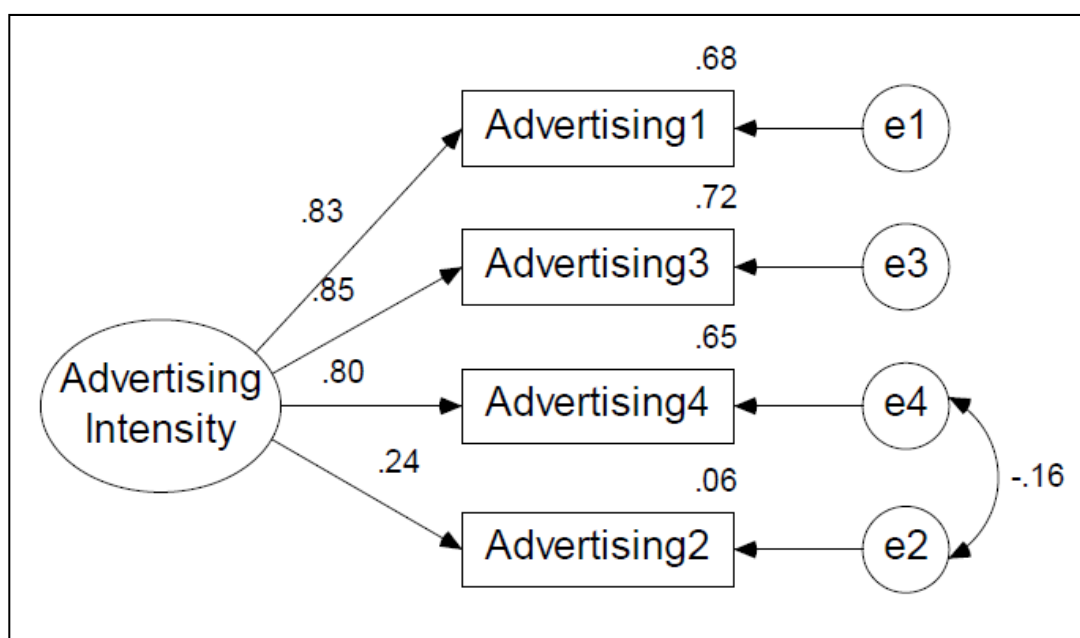 .68
Advertising1
e1
.83
.72
Advertising3
e3
.85
.65
.80
Advertising
Intensity
Advertising4
e4
.24
.06
-.16
Advertising2
e2